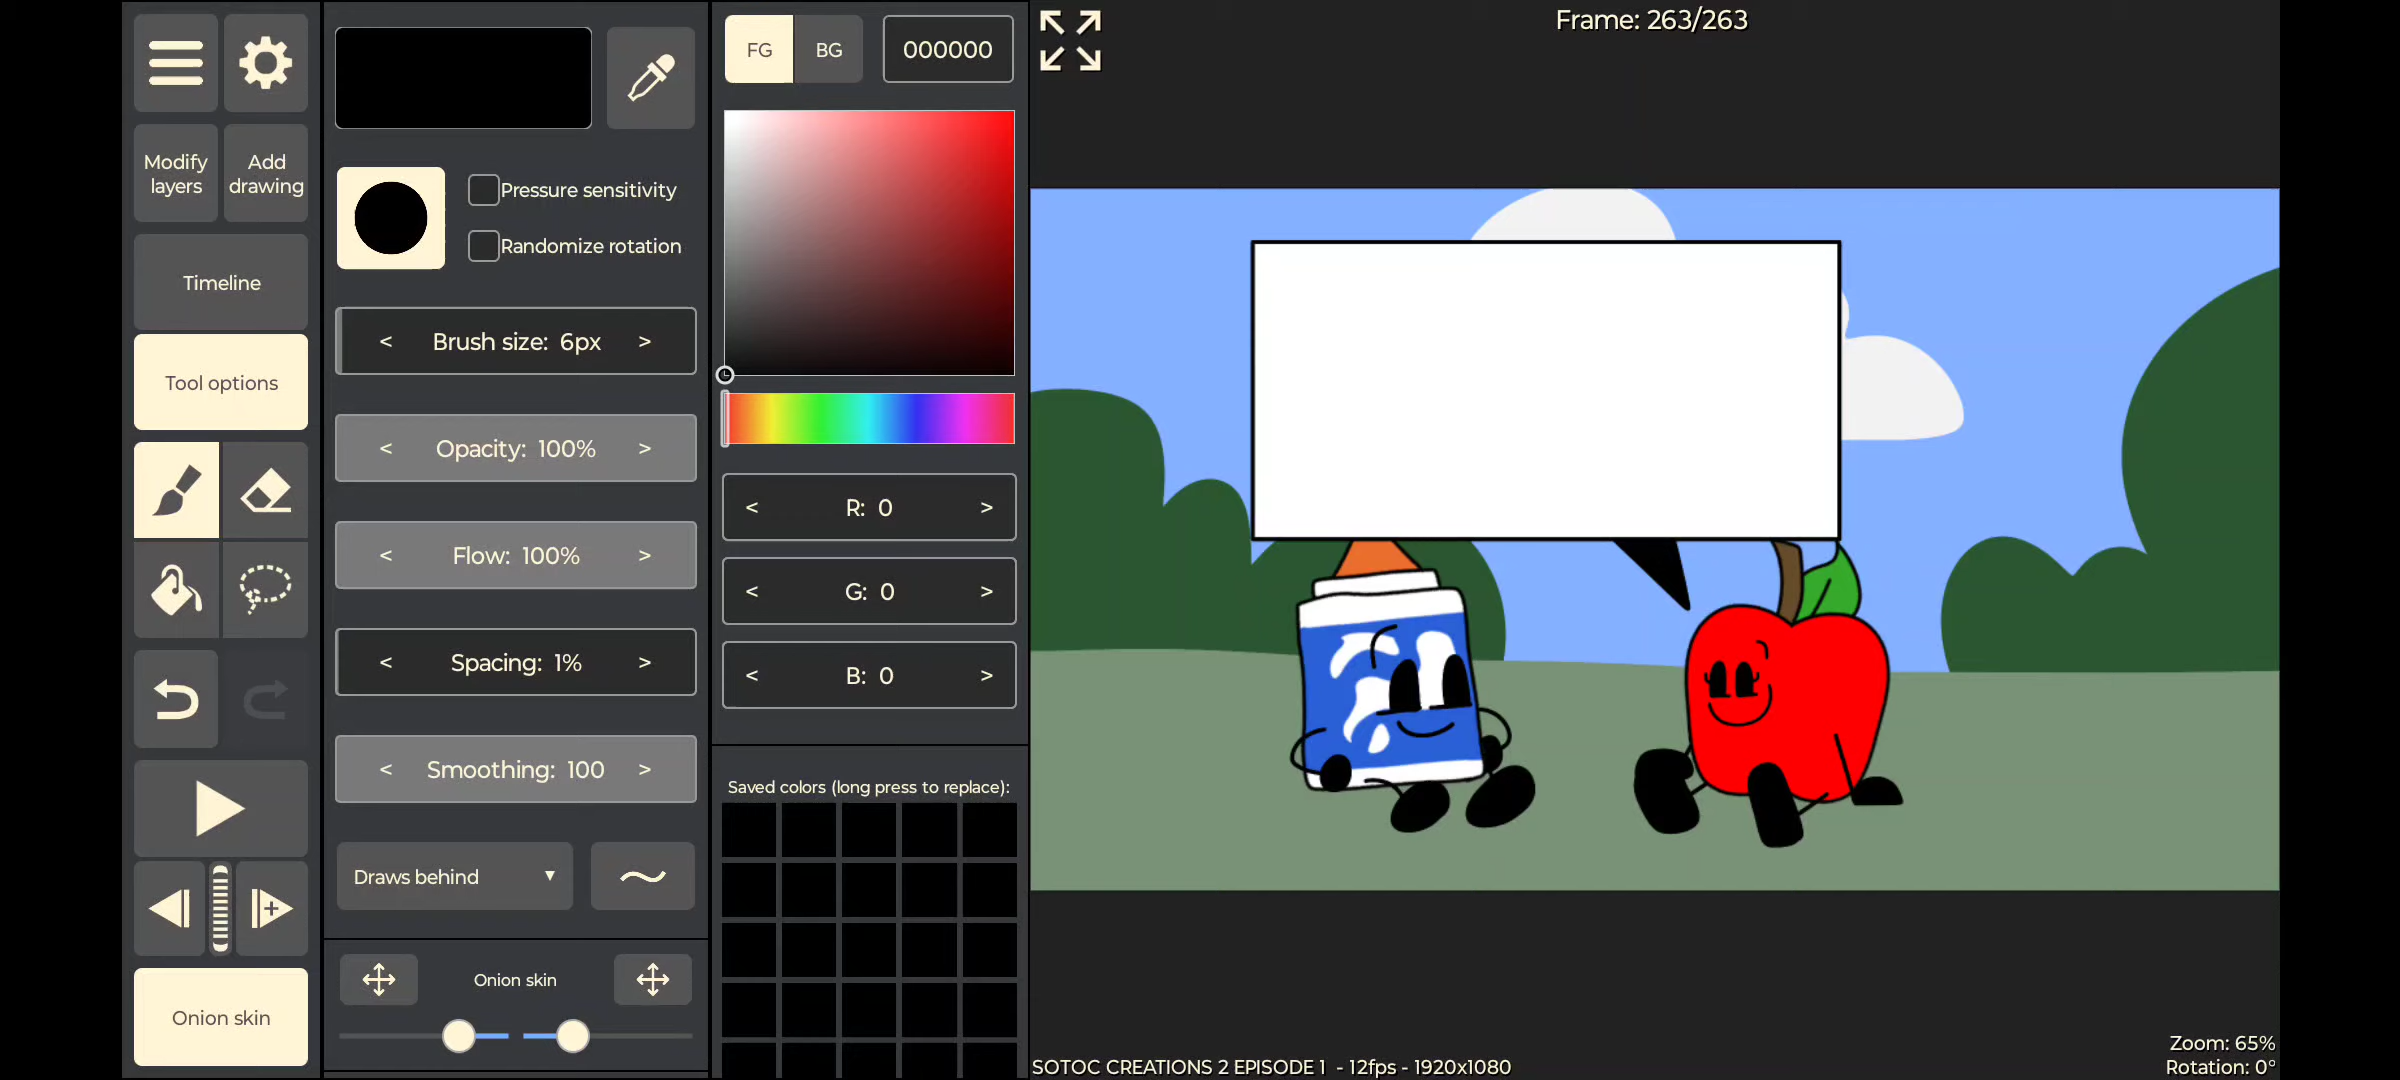 Frame: 263/263
FG
BG
000000
Modify
layers
Add
drawing
Pressure sensitivity
Randomize rotation
Timeline
< Brush size: 6px >
Tool options
< Opacity: 100% >
< R: 0 >
< Flow: 100% >
< G: 0 >
< Spacing: 1% >
< B: 0 >
< Smoothing: 100 >
Saved colors (long press to replace):
Draws behind ▼
Onion skin
Onion skin
Zoom: 65%
SOTOC CREATIONS 2 EPISODE 1 - 12fps - 1920x1080
Rotation: 0°